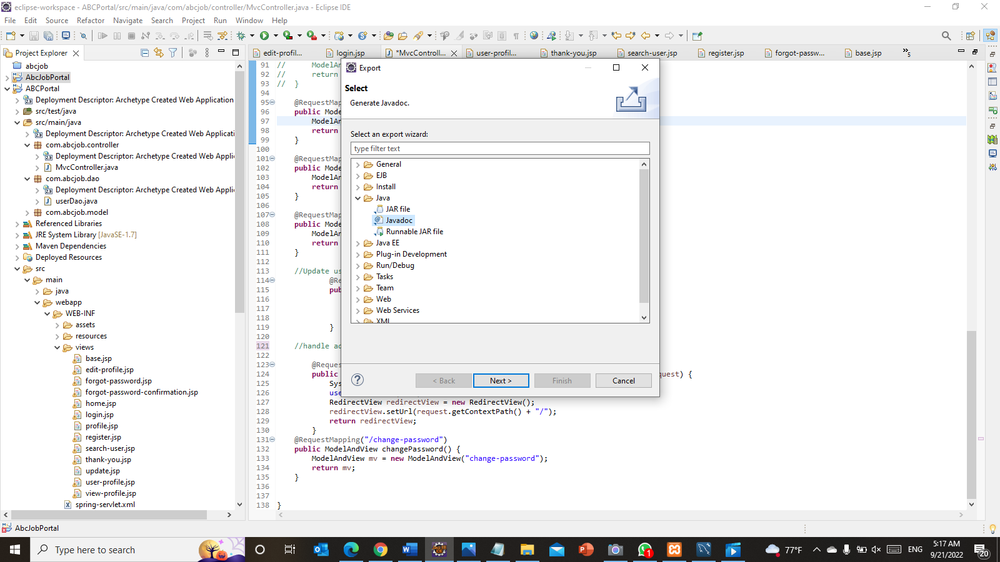 eclipse-workspace - ABCPortal/src/main/java/com/abcjob/controller/MvcController.java - Eclipse IDE
File Edit Source Refactor Navigate Search Project Run Window Help
Project Explorer
edit-profil... login.jsp *MvcControll... user-profil... thank-you.jsp search-user.jsp register.jsp forgot-passw... base.jsp »5
abcjob
AbcJobPortal
ABCPortal
Deployment Descriptor: Archetype Created Web Application
src/test/java
src/main/java
Deployment Descriptor: Archetype Created Web Applicati
com.abcjob.controller
Deployment Descriptor: Archetype Created Web Applic
MvcController.java
com.abcjob.dao
Deployment Descriptor: Archetype Created Web Applic
userDao.java
com.abcjob.model
Referenced Libraries
JRE System Library [JavaSE-1.7]
Maven Dependencies
Deployed Resources
src
main
java
webapp
WEB-INF
assets
resources
views
base.jsp
edit-profile.jsp
forgot-password.jsp
forgot-password-confirmation.jsp
home.jsp
login.jsp
profile.jsp
register.jsp
search-user.jsp
thank-you.jsp
update.jsp
user-profile.jsp
view-profile.jsp
spring-servlet.xml
91 // ModelAn
92 // return
93 // }
94
95 @RequestMap
96 public Mode
97 ModelAn
98 return
99 }
100
101 @RequestMap
102 public Mode
103 ModelAn
104 return
105 }
106
107 @RequestMap
108 public Mode
109 ModelAn
110 return
111 }
112
113 //Update us
114 @Re
115 pub
116
117
118
119 }
120
121 //handle ad
122
123 @Reques
124 public quest) {
125 Sys
126 use
127 RedirectView redirectView = new RedirectView();
128 redirectView.setUrl(request.getContextPath() + "/");
129 return redirectView;
130 }
131 @RequestMapping("/change-password")
132 public ModelAndView changePassword() {
133 ModelAndView mv = new ModelAndView("change-password");
134 return mv;
135 }
136
137
138 }
Export
Select
Generate Javadoc.
Select an export wizard:
type filter text
General
EJB
Install
Java
JAR file
Javadoc
Runnable JAR file
Java EE
Plug-in Development
Run/Debug
Tasks
Team
Web
Web Services
XML
? < Back Next > Finish Cancel
AbcJobPortal
Type here to search
1
77°F ENG
5:17 AM
9/21/2022
20